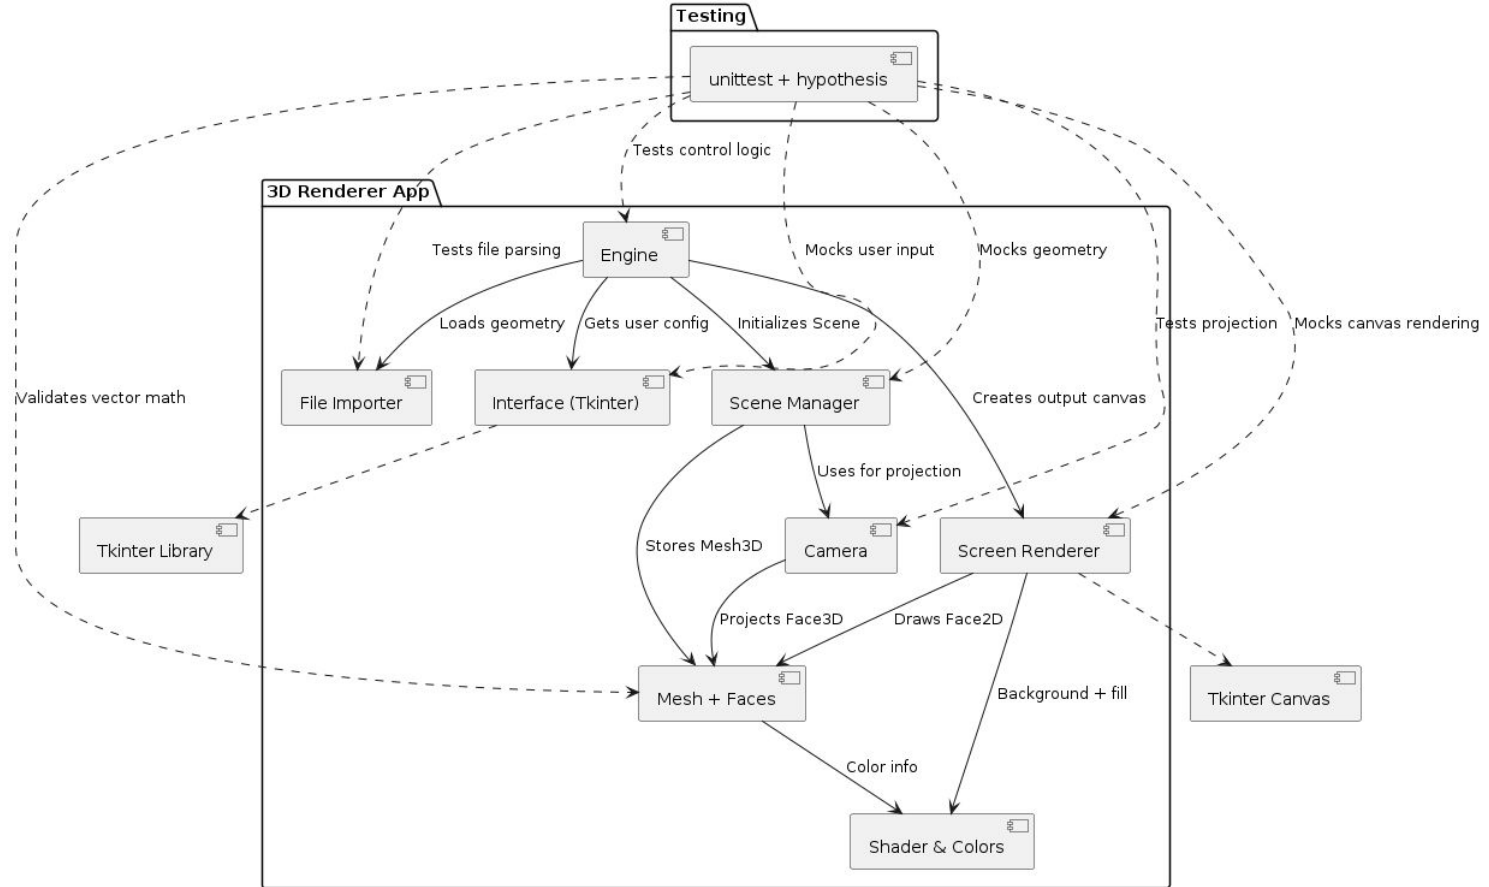 Testing
unittest + hypothesis
Tests control logic
3D Renderer App
Engine
Tests file parsing
Mocks user input
Mocks geometry
Loads geometry
Gets user config
Initializes Scene
Tests projection
Mocks canvas rendering
Validates vector math
File Importer
Interface (Tkinter)
Scene Manager
Creates output canvas
Uses for projection
Tkinter Library
Stores Mesh3D
Camera
Screen Renderer
Projects Face3D
Draws Face2D
Mesh + Faces
Background + fill
Tkinter Canvas
Color info
Shader & Colors